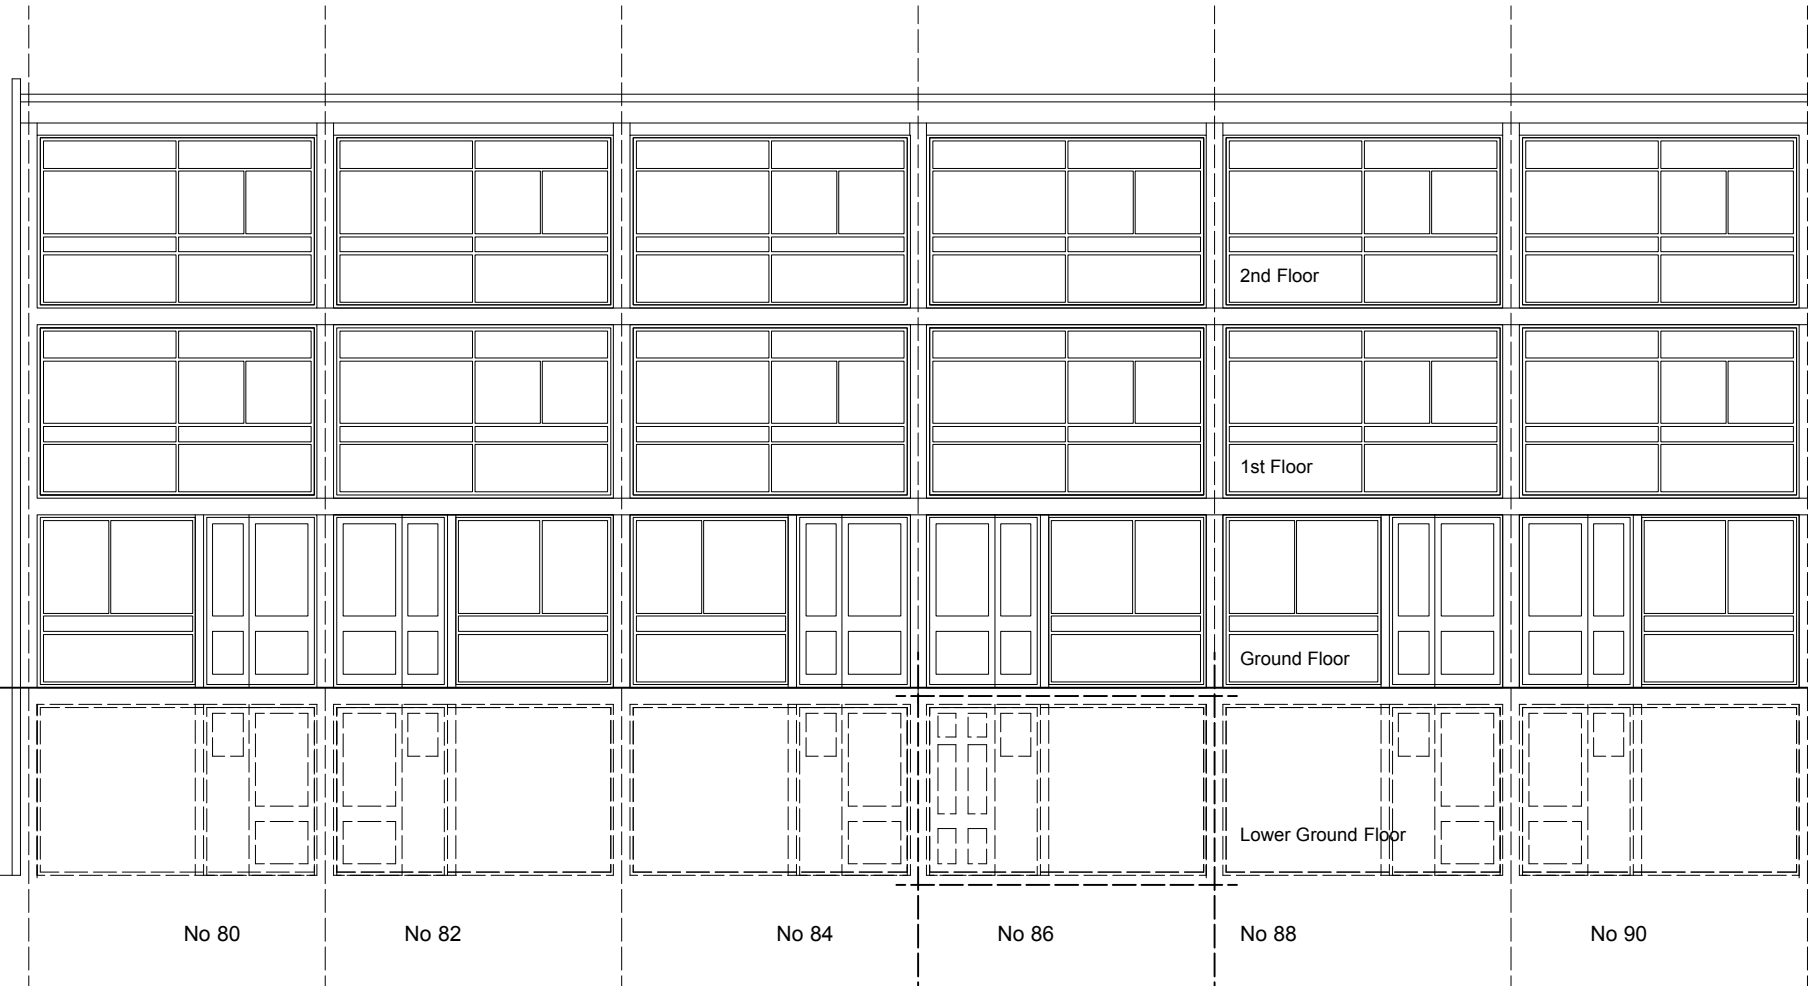 2nd Floor
1st Floor
Ground Floor
Lower Ground Floor
No 80
No 82
No 84
No 86
No 88
No 90